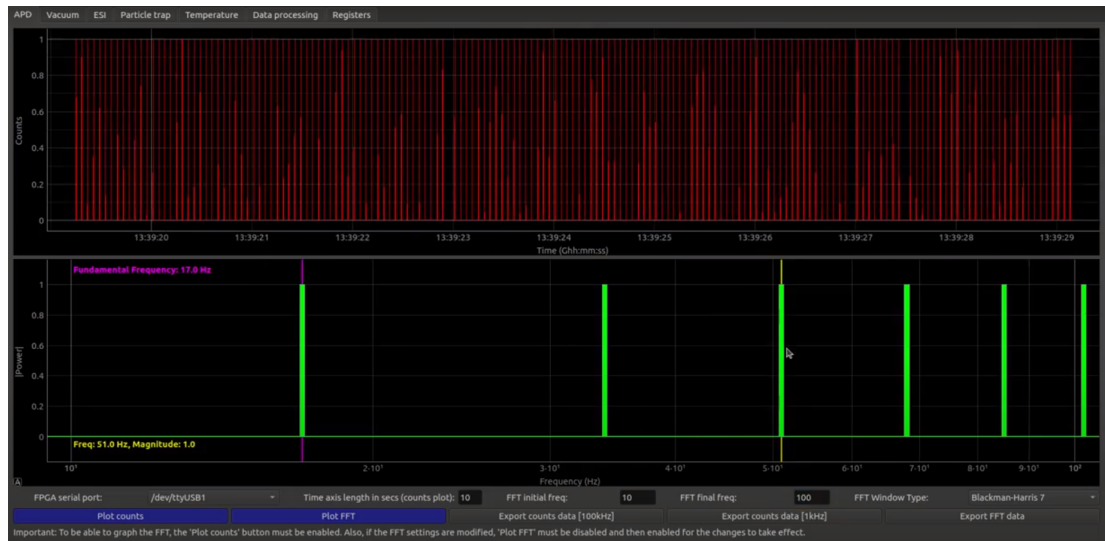 APD Vacuum ESI Particle trap Temperature Data processing Registers
1
0.8
0.6
0.4
0.2
0
Counts
13:39:20 13:39:21 13:39:22 13:39:23 13:39:24 13:39:25 13:39:26 13:39:27 13:39:28 13:39:29
Time (Ghh:mm:ss)
Fundamental Frequency: 17.0 Hz
1
0.8
0.6
0.4
0.2
0
|Power|
Freq: 51.0 Hz, Magnitude: 1.0
10¹ 2·10¹ 3·10¹ 4·10¹ 5·10¹ 6·10¹ 7·10¹ 8·10¹ 9·10¹ 10²
Frequency (Hz)
A
FPGA serial port: /dev/ttyUSB1 Time axis length in secs (counts plot): 10 FFT initial freq: 10 FFT final freq: 100 FFT Window Type: Blackman-Harris 7
Plot counts Plot FFT Export counts data [100kHz] Export counts data [1kHz] Export FFT data
Important: To be able to graph the FFT, the 'Plot counts' button must be enabled. Also, if the FFT settings are modified, 'Plot FFT' must be disabled and then enabled for the changes to take effect.